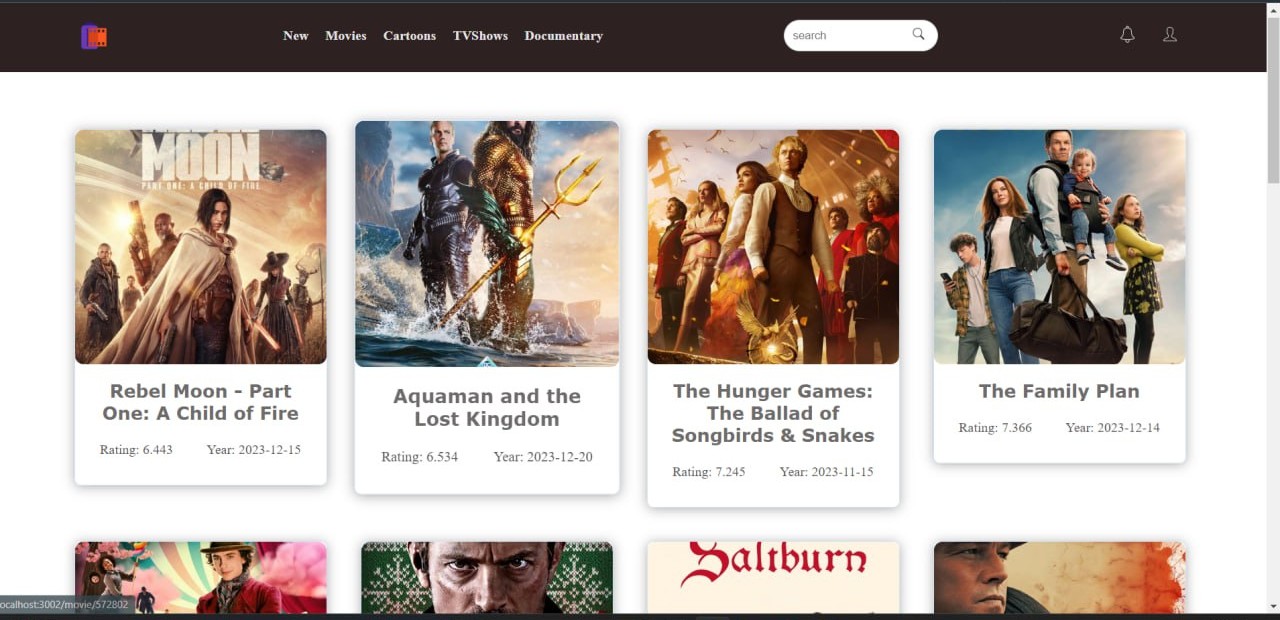 New Movies Cartoons TVShows Documentary
search
MOON
PART ONE: A CHILD OF FIRE
Rebel Moon - Part
One: A Child of Fire
Rating: 6.443 Year: 2023-12-15
Aquaman and the
Lost Kingdom
Rating: 6.534 Year: 2023-12-20
The Hunger Games:
The Ballad of
Songbirds & Snakes
Rating: 7.245 Year: 2023-11-15
The Family Plan
Rating: 7.366 Year: 2023-12-14
Saltburn
ocalhost:3002/movie/572802